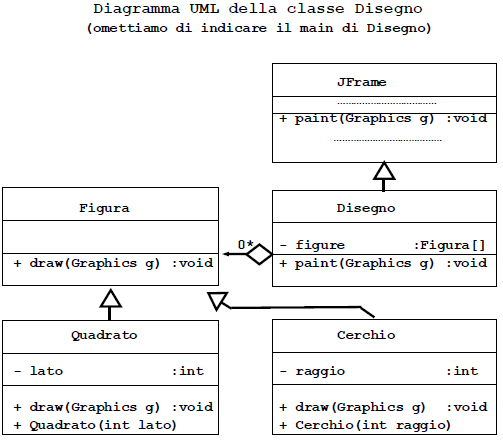 Diagramma UML della classe Disegno
(omettiamo di indicare il main di Disegno)
JFrame
+ paint(Graphics g) :void
Figura
+ draw(Graphics g) :void
0*
Disegno
- figure :Figura[]
+ paint(Graphics g) :void
Quadrato
- lato :int
+ draw(Graphics g) :void
+ Quadrato(int lato)
Cerchio
- raggio :int
+ draw(Graphics g) :void
+ Cerchio(int raggio)